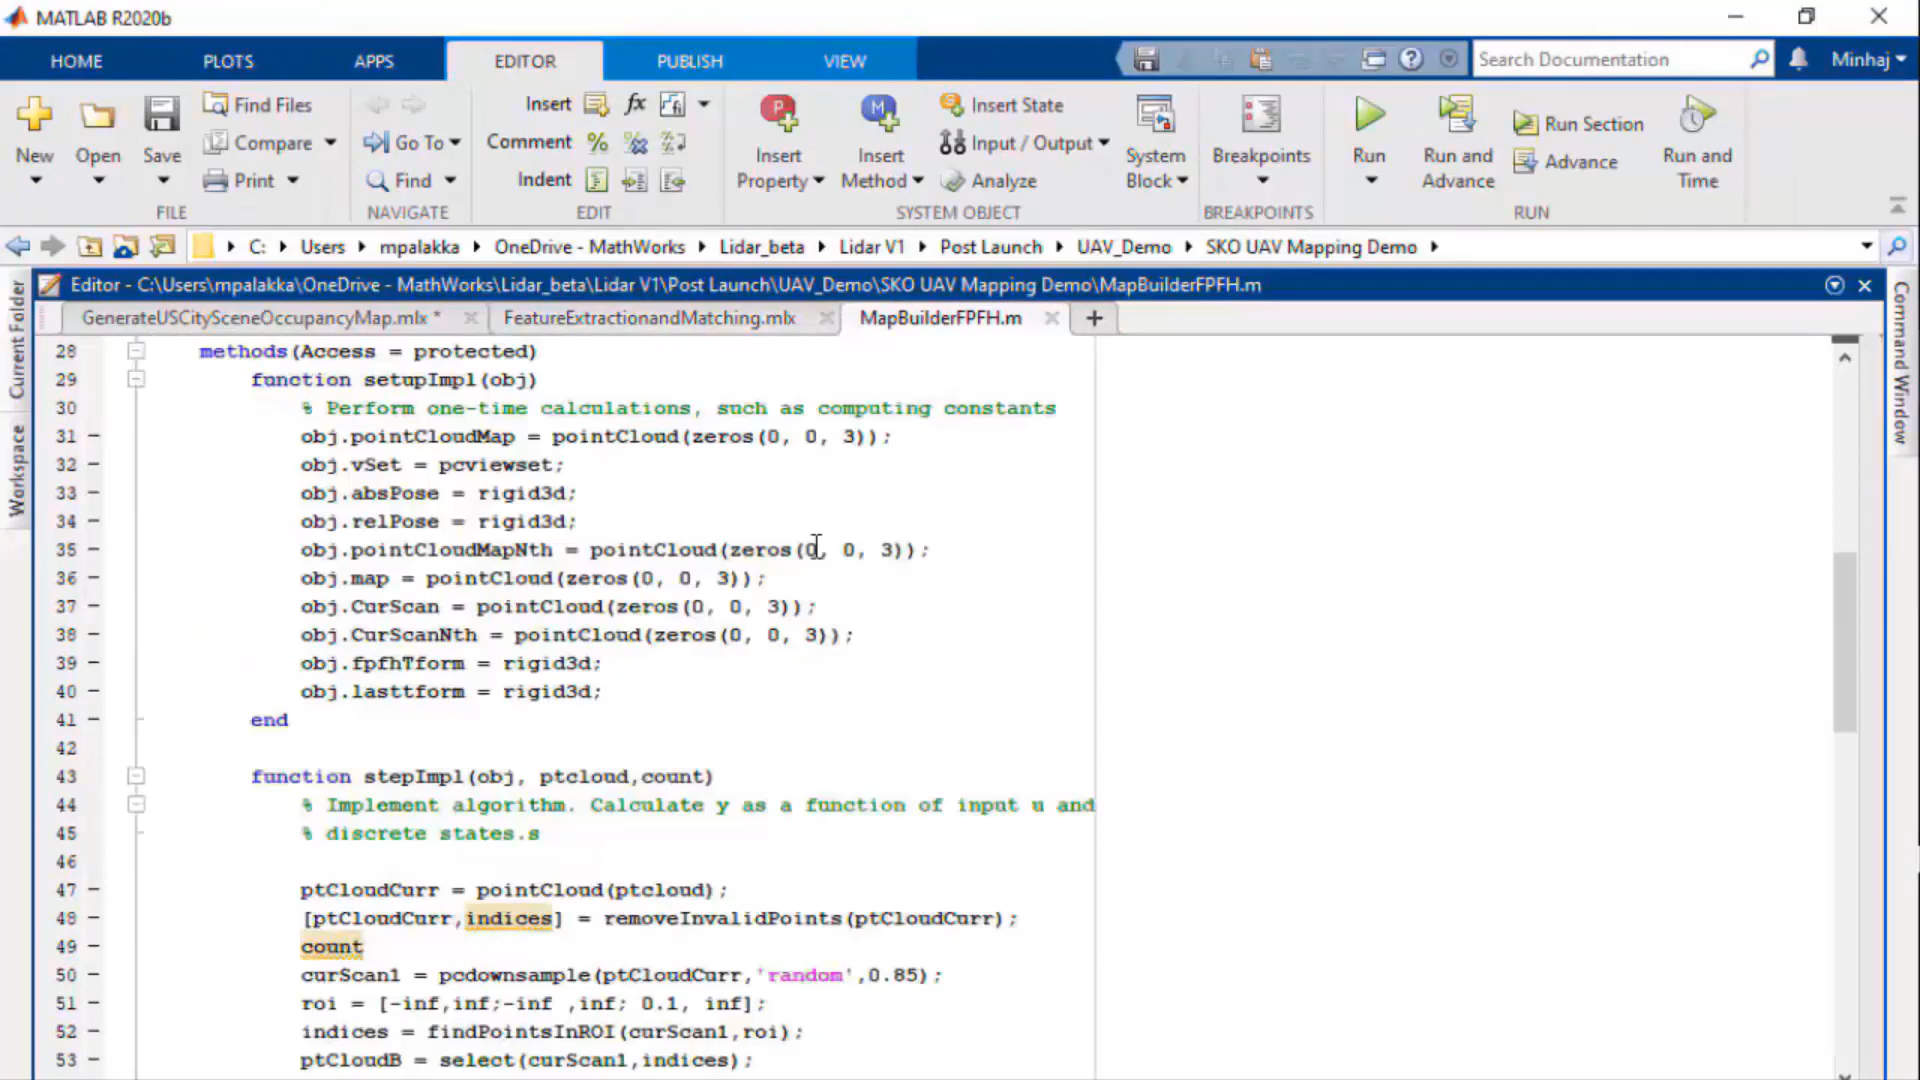 MATLAB R2020b
HOME PLOTS APPS EDITOR PUBLISH VIEW Search Documentation Minhaj
New Open Save Find Files Compare Print
FILE
Go To Find
NAVIGATE
Insert fx
Comment
Indent
EDIT
Insert Property Insert Method Insert State Input / Output Analyze System Block
SYSTEM OBJECT
Breakpoints
BREAKPOINTS
Run Run and Advance Run Section Advance Run and Time
RUN
C: Users mpalakka OneDrive - MathWorks Lidar_beta Lidar V1 Post Launch UAV_Demo SKO UAV Mapping Demo
Current Folder
Workspace
Command Window
Editor - C:\Users\mpalakka\OneDrive - MathWorks\Lidar_beta\Lidar V1\Post Launch\UAV_Demo\SKO UAV Mapping Demo\MapBuilderFPFH.m
GenerateUSCitySceneOccupancyMap.mlx * FeatureExtractionandMatching.mlx MapBuilderFPFH.m
28 methods(Access = protected)
29 function setupImpl(obj)
30 % Perform one-time calculations, such as computing constants
31 – obj.pointCloudMap = pointCloud(zeros(0, 0, 3));
32 – obj.vSet = pcviewset;
33 – obj.absPose = rigid3d;
34 – obj.relPose = rigid3d;
35 – obj.pointCloudMapNth = pointCloud(zeros(0, 0, 3));
36 – obj.map = pointCloud(zeros(0, 0, 3));
37 – obj.CurScan = pointCloud(zeros(0, 0, 3));
38 – obj.CurScanNth = pointCloud(zeros(0, 0, 3));
39 – obj.fpfhTform = rigid3d;
40 – obj.lasttform = rigid3d;
41 – end
42
43 function stepImpl(obj, ptcloud,count)
44 % Implement algorithm. Calculate y as a function of input u and
45 % discrete states.s
46
47 – ptCloudCurr = pointCloud(ptcloud);
48 – [ptCloudCurr,indices] = removeInvalidPoints(ptCloudCurr);
49 – count
50 – curScan1 = pcdownsample(ptCloudCurr,'random',0.85);
51 – roi = [-inf,inf;-inf ,inf; 0.1, inf];
52 – indices = findPointsInROI(curScan1,roi);
53 – ptCloudB = select(curScan1,indices);